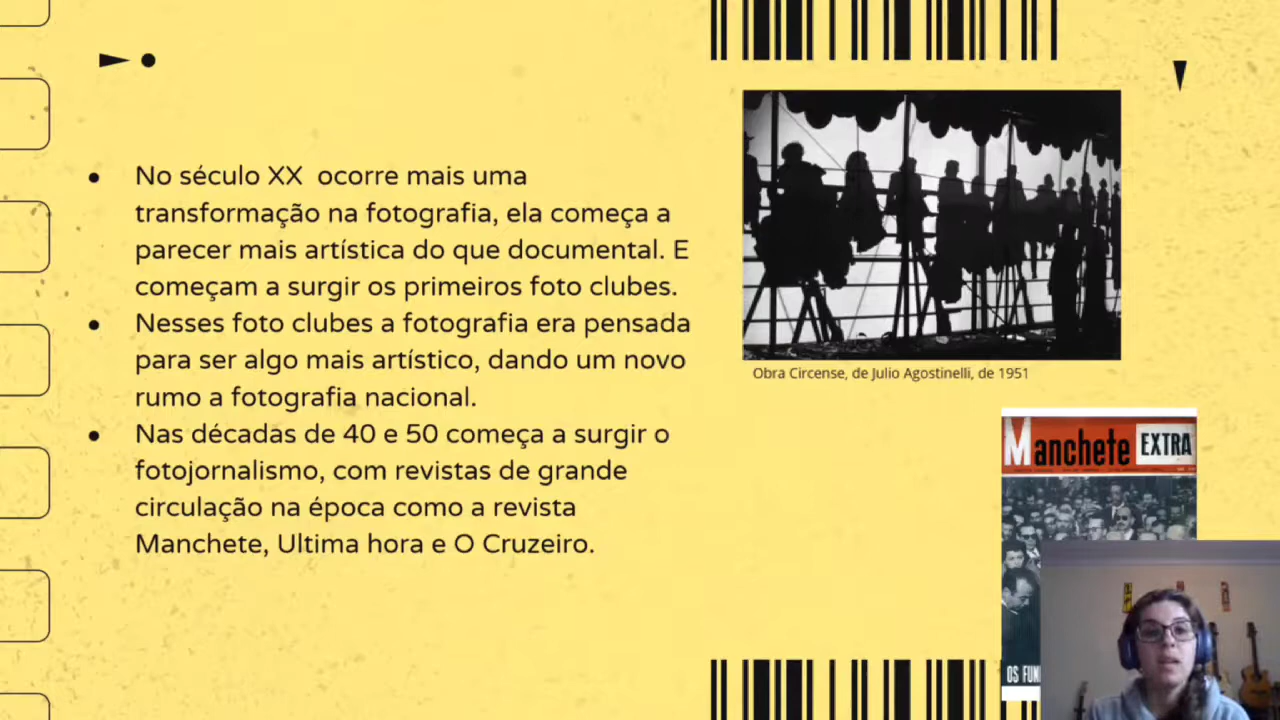 No século XX ocorre mais uma
transformação na fotografia, ela começa a
parecer mais artística do que documental. E
começam a surgir os primeiros foto clubes.
Nesses foto clubes a fotografia era pensada
para ser algo mais artístico, dando um novo
rumo a fotografia nacional.
Nas décadas de 40 e 50 começa a surgir o
fotojornalismo, com revistas de grande
circulação na época como a revista
Manchete, Ultima hora e O Cruzeiro.
Obra Circense, de Julio Agostinelli, de 1951
Manchete EXTRA
OS